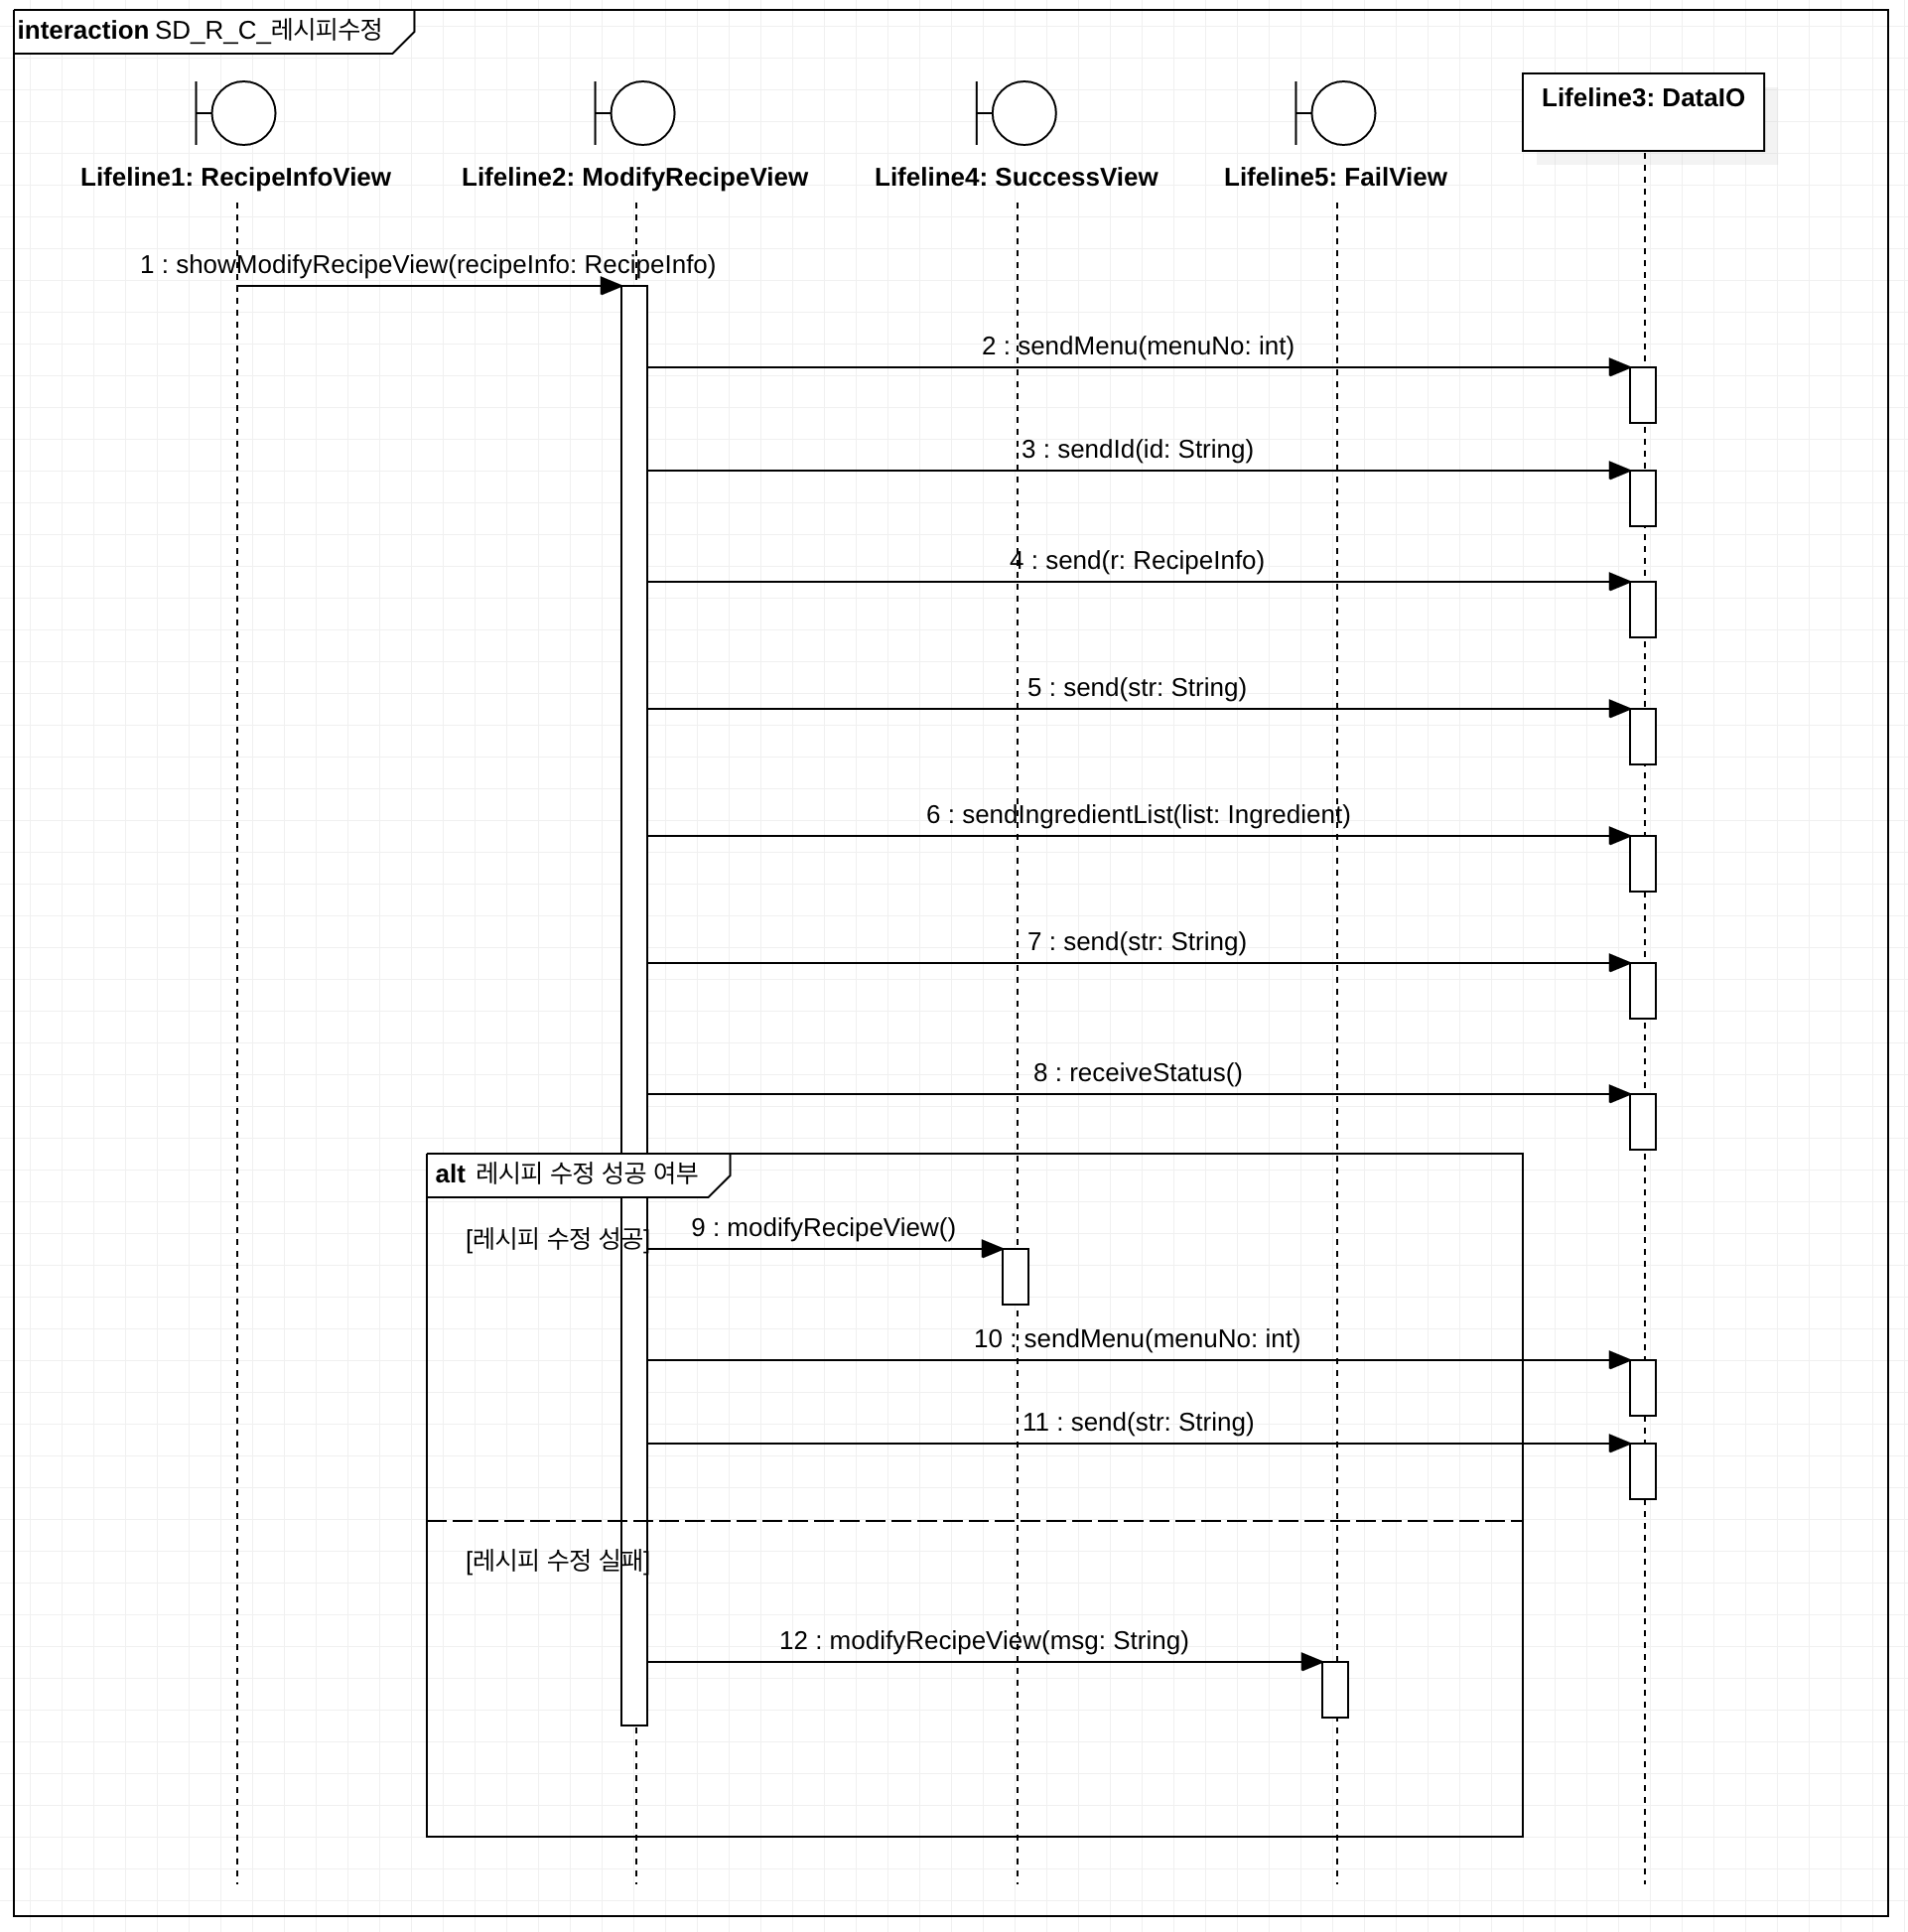 interaction SD_R_C_레시피수정
Lifeline3: DataIO
Lifeline1: RecipeInfoView
Lifeline2: ModifyRecipeView
Lifeline4: SuccessView
Lifeline5: FailView
1 : showModifyRecipeView(recipeInfo: RecipeInfo)
2 : sendMenu(menuNo: int)
3 : sendId(id: String)
4 : send(r: RecipeInfo)
5 : send(str: String)
6 : sendIngredientList(list: Ingredient)
7 : send(str: String)
8 : receiveStatus()
alt 레시피 수정 성공 여부
[레시피 수정 성공]
9 : modifyRecipeView()
10 : sendMenu(menuNo: int)
11 : send(str: String)
[레시피 수정 실패]
12 : modifyRecipeView(msg: String)